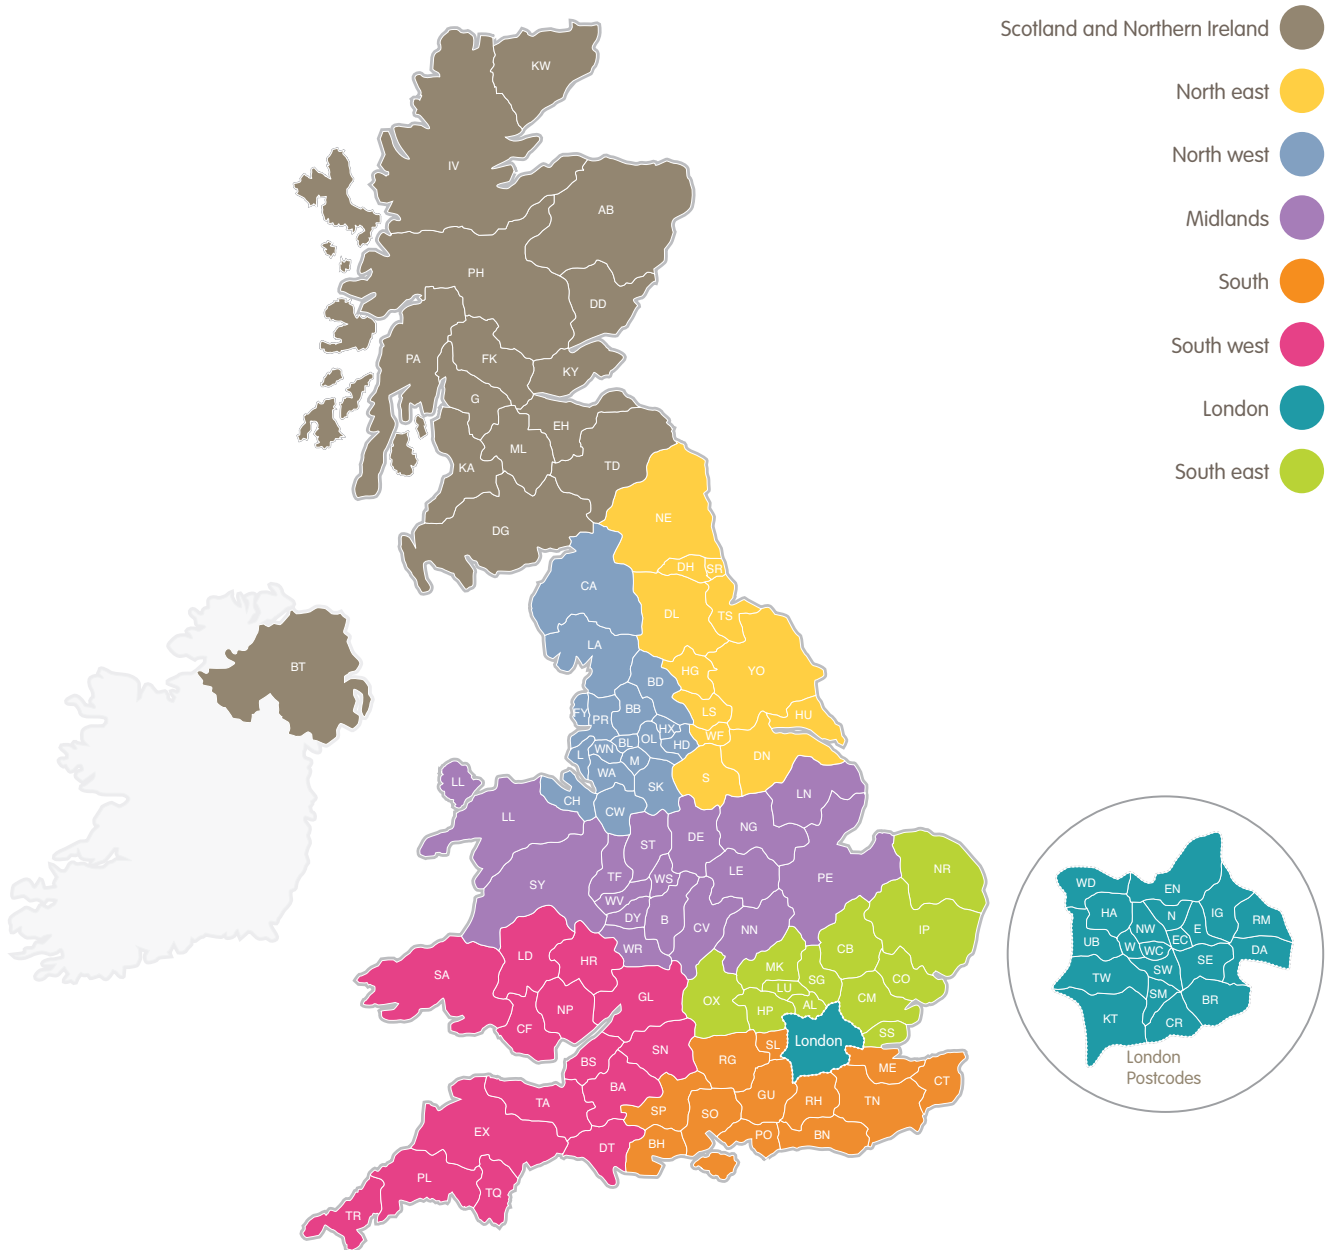 Scotland and Northern Ireland
North east
North west
Midlands
South
South west
London
South east
KW
IV
AB
PH
DD
PA
FK
KY
G
EH
ML
KA
TD
DG
NE
DH
SR
CA
DL
TS
LA
BT
HG
YO
BD
LS
HU
FY
PR
BB
HX
WF
OL
HD
BL
WN
L
M
DN
WA
S
SK
CH
CW
LL
LL
LN
NG
DE
ST
LE
PE
NR
TF
WS
SY
WV
DY
B
CV
NN
IP
WR
CB
LD
HR
SA
MK
SG
CO
LU
GL
OX
HP
AL
CM
NP
CF
SS
London
SL
SN
RG
BS
ME
CT
BA
GU
RH
TN
TA
SP
SO
EX
PO
BN
BH
DT
PL
TQ
TR
WD
EN
HA
N
IG
RM
NW
E
UB
W
WC
EC
DA
SE
TW
SW
SM
BR
KT
CR
London
Postcodes